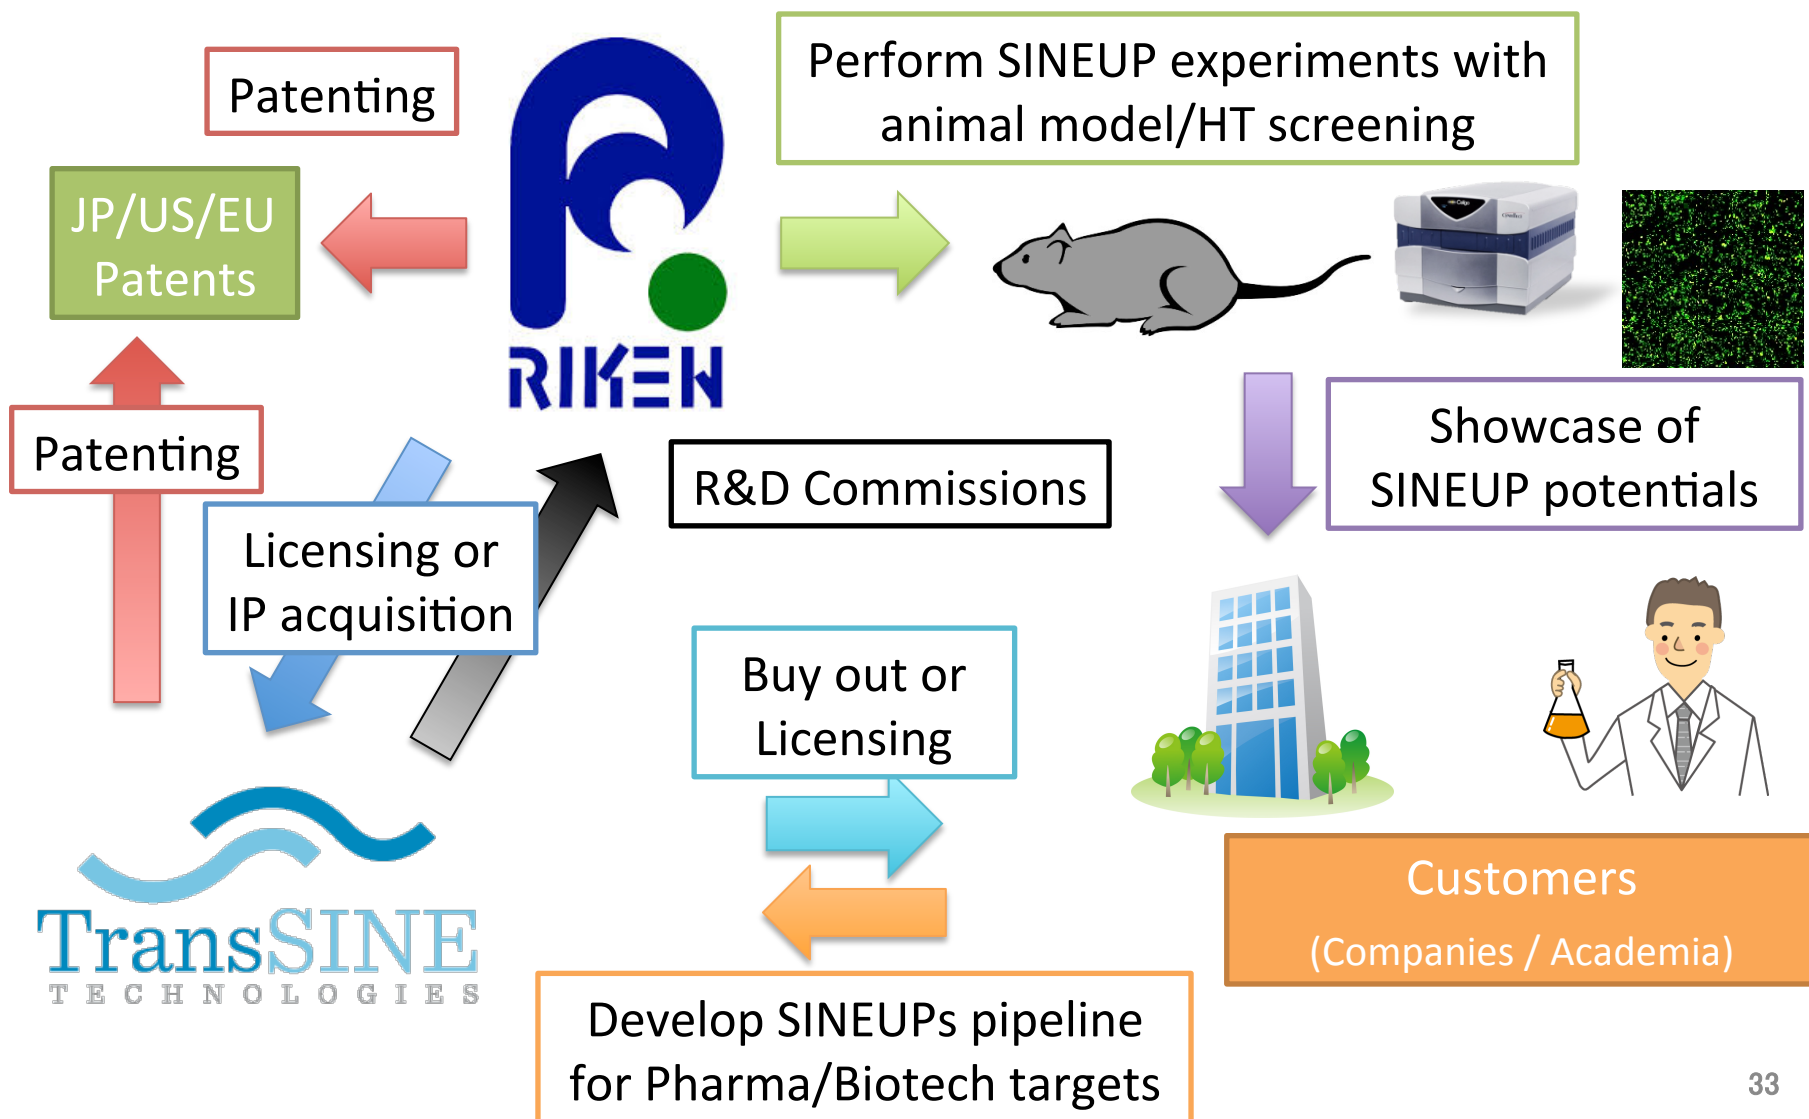 Patenting
Perform SINEUP experiments with
animal model/HT screening
JP/US/EU
Patents
RIKEN
Patenting
Showcase of
SINEUP potentials
R&D Commissions
Licensing or
IP acquisition
Buy out or
Licensing
TransSINE
TECHNOLOGIES
Customers
(Companies / Academia)
Develop SINEUPs pipeline
for Pharma/Biotech targets
33